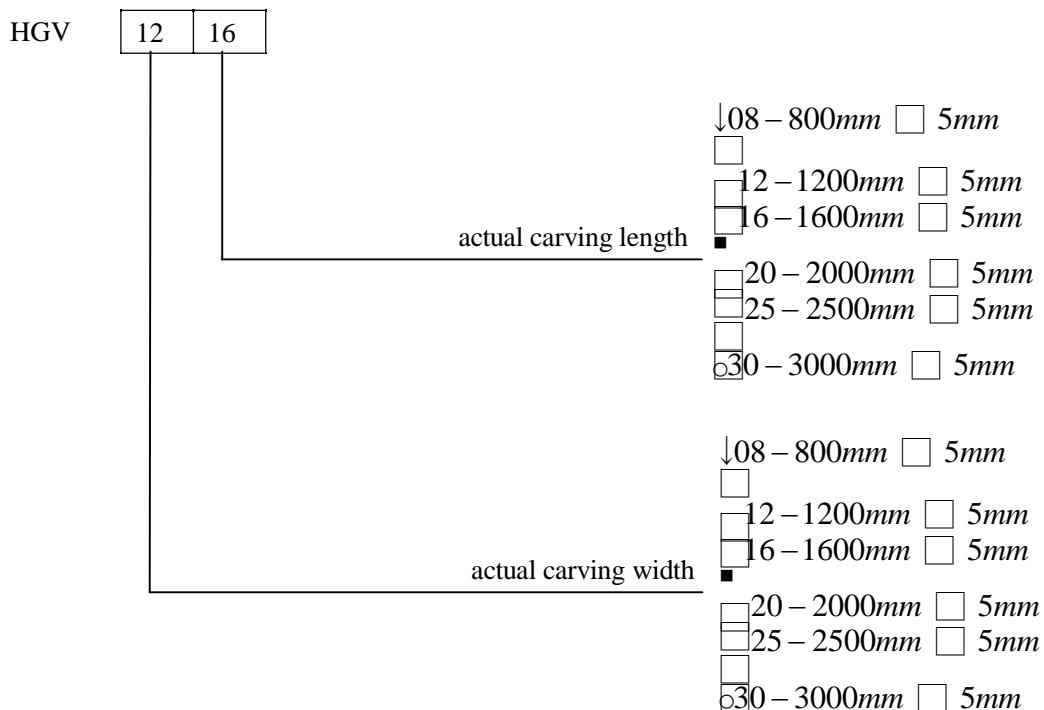 HGV 12 16
↓08 – 800mm □ 5mm
12 – 1200mm □ 5mm
16 – 1600mm □ 5mm
actual carving length
20 – 2000mm □ 5mm
25 – 2500mm □ 5mm
30 – 3000mm □ 5mm
↓08 – 800mm □ 5mm
12 – 1200mm □ 5mm
16 – 1600mm □ 5mm
actual carving width
20 – 2000mm □ 5mm
25 – 2500mm □ 5mm
30 – 3000mm □ 5mm